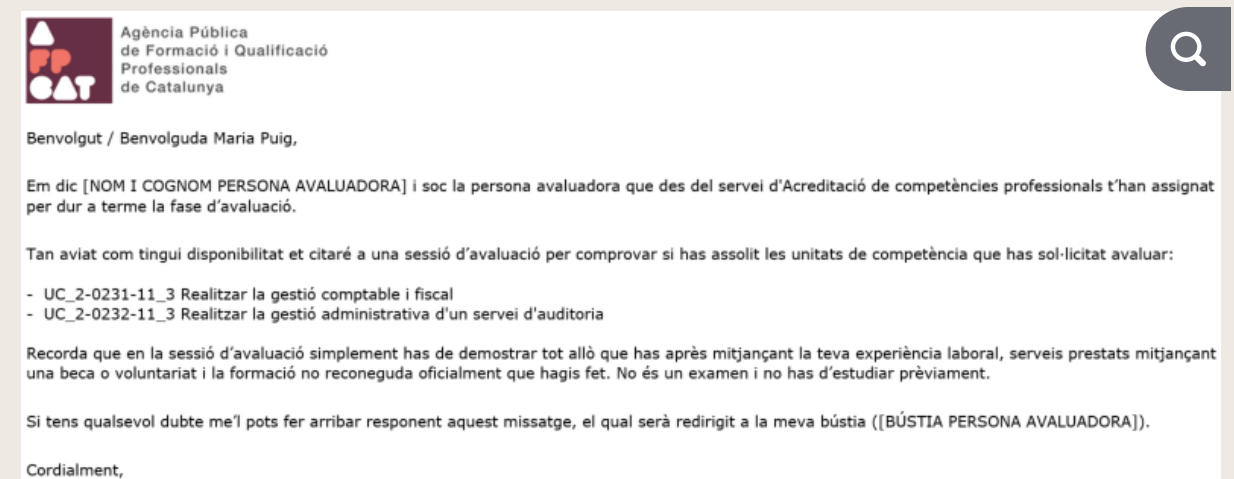 A
FP
CAT
Agència Pública
de Formació i Qualificació
Professionals
de Catalunya
Benvolgut / Benvolguda Maria Puig,
Em dic [NOM I COGNOM PERSONA AVALUADORA] i soc la persona avaluadora que des del servei d'Acreditació de competències professionals t’han assignat
per dur a terme la fase d’avaluació.
Tan aviat com tingui disponibilitat et citaré a una sessió d’avaluació per comprovar si has assolit les unitats de competència que has sol·licitat avaluar:
- UC_2-0231-11_3 Realitzar la gestió comptable i fiscal
- UC_2-0232-11_3 Realitzar la gestió administrativa d'un servei d'auditoria
Recorda que en la sessió d’avaluació simplement has de demostrar tot allò que has après mitjançant la teva experiència laboral, serveis prestats mitjançant
una beca o voluntariat i la formació no reconeguda oficialment que hagis fet. No és un examen i no has d’estudiar prèviament.
Si tens qualsevol dubte me’l pots fer arribar responent aquest missatge, el qual serà redirigit a la meva bústia ([BÚSTIA PERSONA AVALUADORA]).
Cordialment,